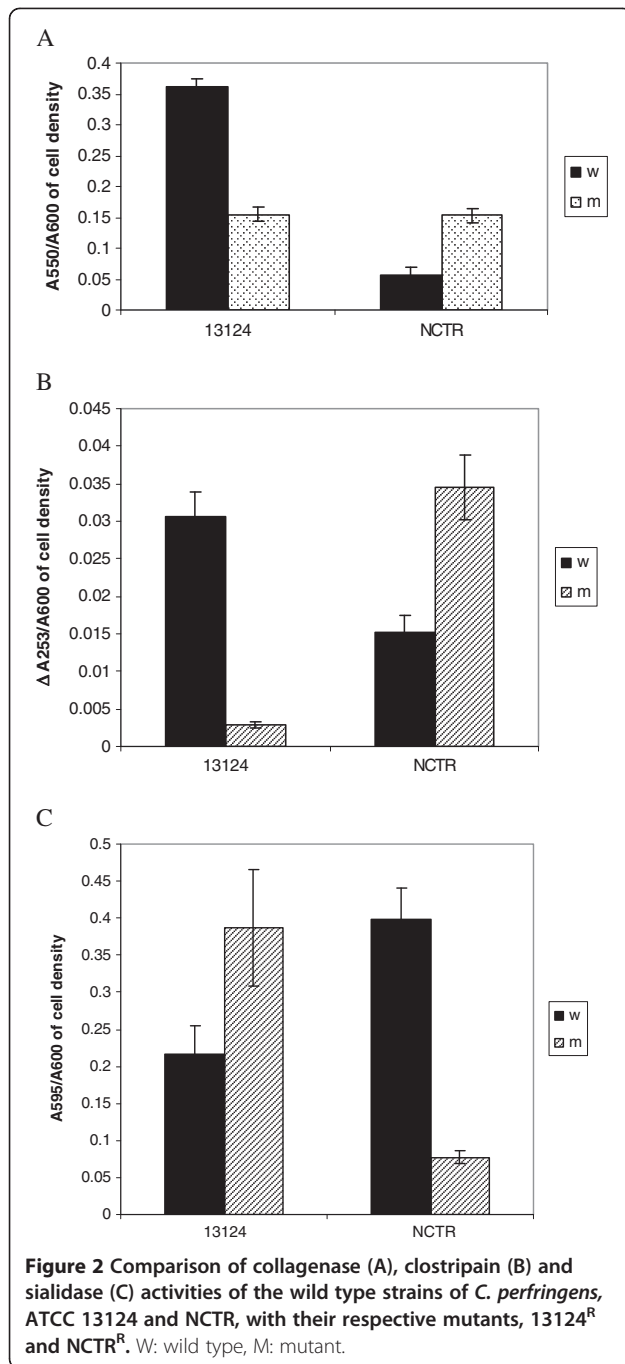 A
A550/A600 of cell density
0.4
0.35
0.3
0.25
0.2
0.15
0.1
0.05
0
13124
NCTR
w
m
B
Δ A253/A600 of cell density
0.045
0.04
0.035
0.03
0.025
0.02
0.015
0.01
0.005
0
13124
NCTR
w
m
C
A595/A600 of cell density
0.5
0.45
0.4
0.35
0.3
0.25
0.2
0.15
0.1
0.05
0
13124
NCTR
w
m
Figure 2 Comparison of collagenase (A), clostripain (B) and
sialidase (C) activities of the wild type strains of C. perfringens,
ATCC 13124 and NCTR, with their respective mutants, 13124ᴿ
and NCTRᴿ. W: wild type, M: mutant.